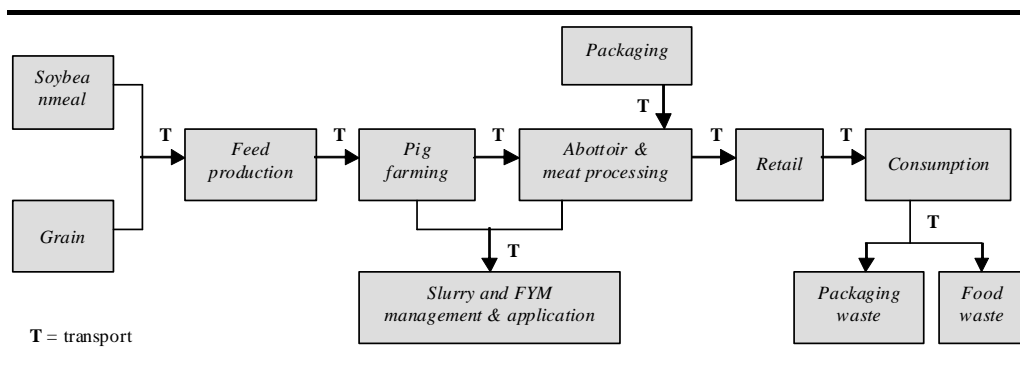 Packaging
Soybea
nmeal
T
T
T
T
T
T
Feed
production
Pig
farming
Abottoir &
meat processing
Retail
Consumption
Grain
T
T
Slurry and FYM
management & application
Packaging
waste
Food
waste
T = transport